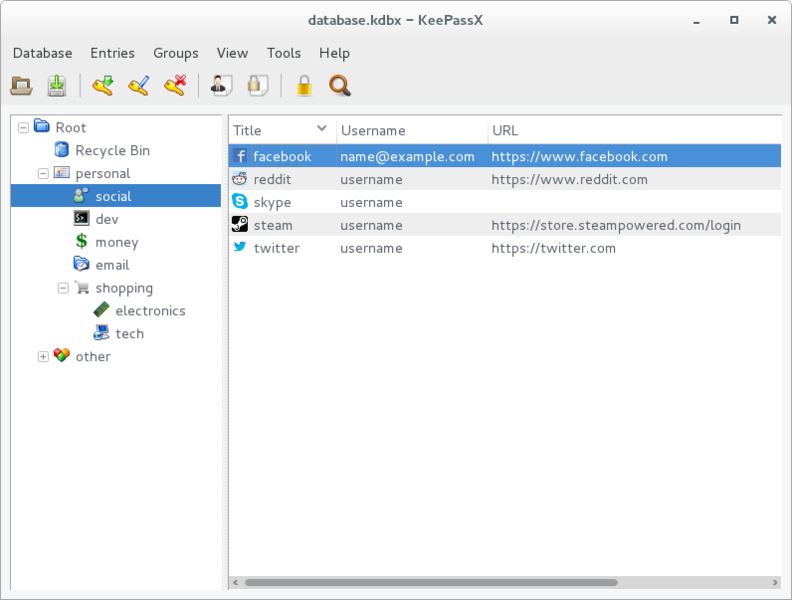 database.kdbx – KeePassX
Database Entries Groups View Tools Help
Root
Recycle Bin
personal
social
dev
money
email
shopping
electronics
tech
other
Title Username URL
facebook name@example.com https://www.facebook.com
reddit username https://www.reddit.com
skype username
steam username https://store.steampowered.com/login
twitter username https://twitter.com